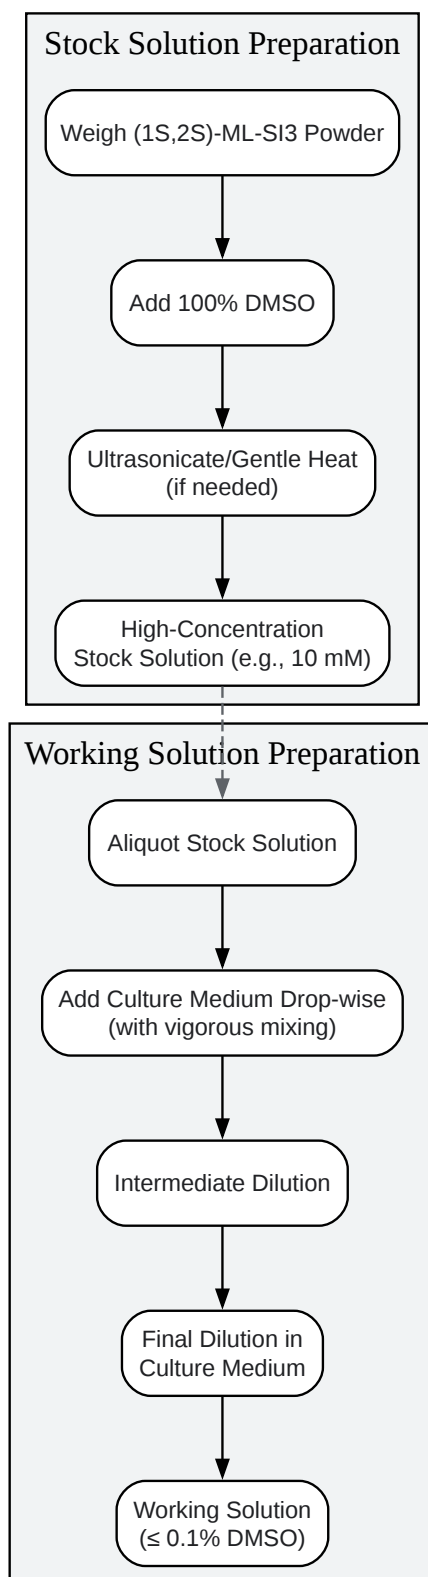 Stock Solution Preparation
Weigh (1S,2S)-ML-SI3 Powder
Add 100% DMSO
Ultrasonicate/Gentle Heat
(if needed)
High-Concentration
Stock Solution (e.g., 10 mM)
Working Solution Preparation
Aliquot Stock Solution
Add Culture Medium Drop-wise
(with vigorous mixing)
Intermediate Dilution
Final Dilution in
Culture Medium
Working Solution
(≤ 0.1% DMSO)